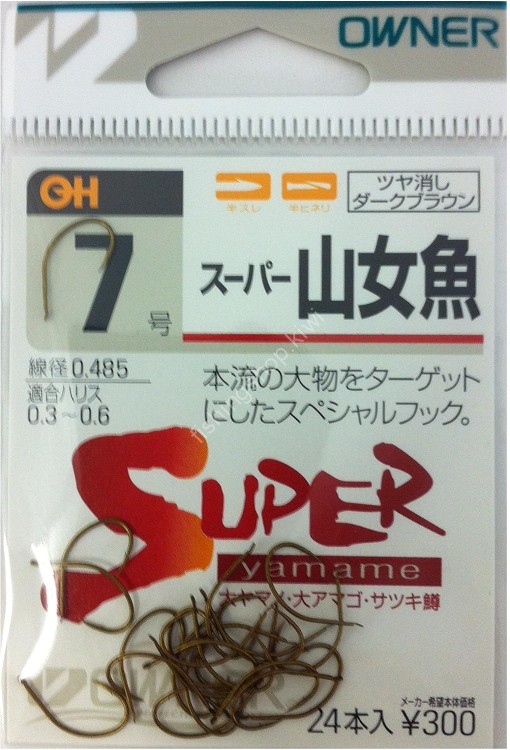 OWNER
OH
7号
半スレ
半ヒネリ
ツヤ消し
ダークブラウン
スーパー山女魚
線径0.485
適合ハリス
0.3〜0.6
本流の大物をターゲット
にしたスペシャルフック。
SUPER
yamame
大ヤマメ・大アマゴ・サツキ鱒
OWNER
メーカー希望本体価格
24本入 ¥300